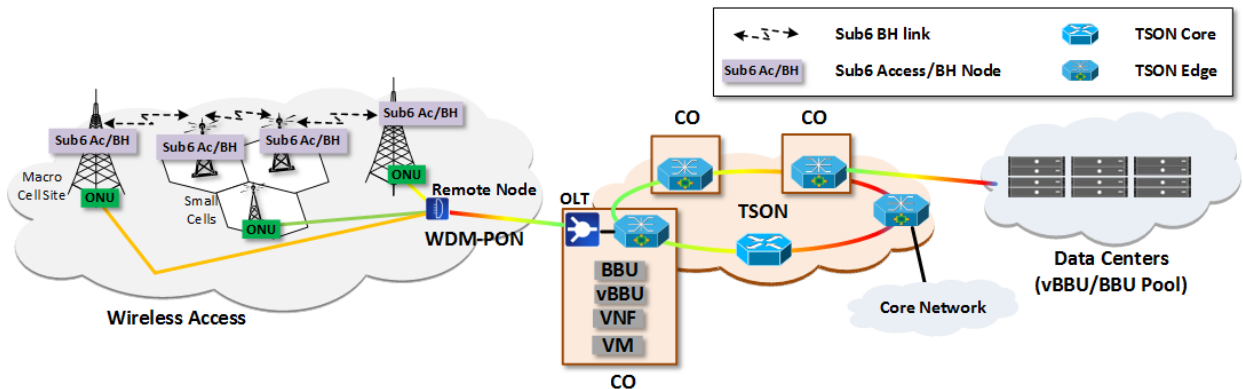 Sub6 BH link
TSON Core
Sub6 Ac/BH
Sub6 Access/BH Node
TSON Edge
Sub6 Ac/BH
Sub6 Ac/BH
Sub6 Ac/BH
Sub6 Ac/BH
CO
CO
Macro
Cell Site
ONU
Small
Cells
ONU
ONU
Remote Node
WDM-PON
OLT
TSON
BBU
vBBU
VNF
VM
CO
Wireless Access
Core Network
Data Centers
(vBBU/BBU Pool)